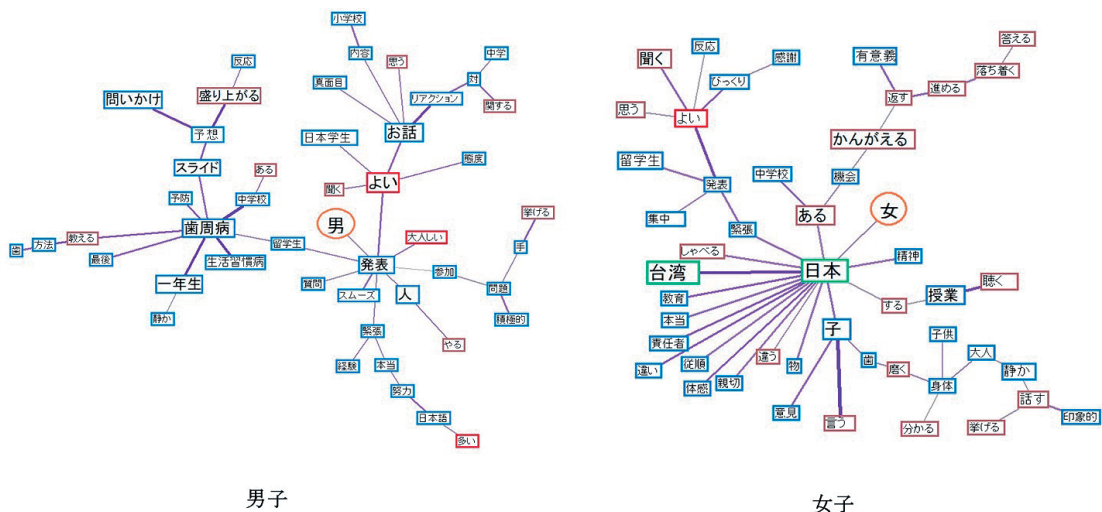 小学校
内容
思う
中学
反応
真面目
リアクション
対
関する
問いかけ
盛り上がる
予想
お話
日本学生
態度
スライド
ある
聞く
よい
予防
中学校
男
挙げる
歯周病
大人しい
教える
留学生
手
歯
方法
最後
生活習慣病
発表
参加
一年生
質問
スムーズ
人
問題
静か
積極的
緊張
やる
経験
本当
努力
日本語
多い
男子
聞く
反応
感謝
びっくり
有意義
答える
落ち着く
進める
返す
思う
よい
かんがえる
留学生
発表
中学校
機会
集中
ある
女
緊張
しゃべる
精神
台湾
日本
教育
する
授業
聴く
本当
子
責任者
違う
違い
従順
物
体感
親切
歯
磨く
子供
大人
静か
身体
意見
言う
話す
分かる
挙げる
印象的
女子